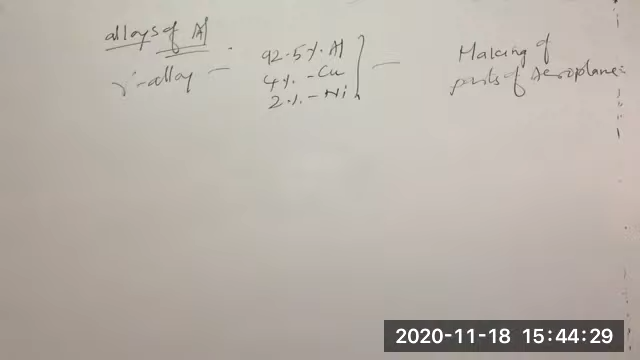 alloys of Al
γ-alloy - 92.5%. Al
4%. - Cu
2%. - Ni
Making of
parts of Aeroplane
2020-11-18 15:44:29